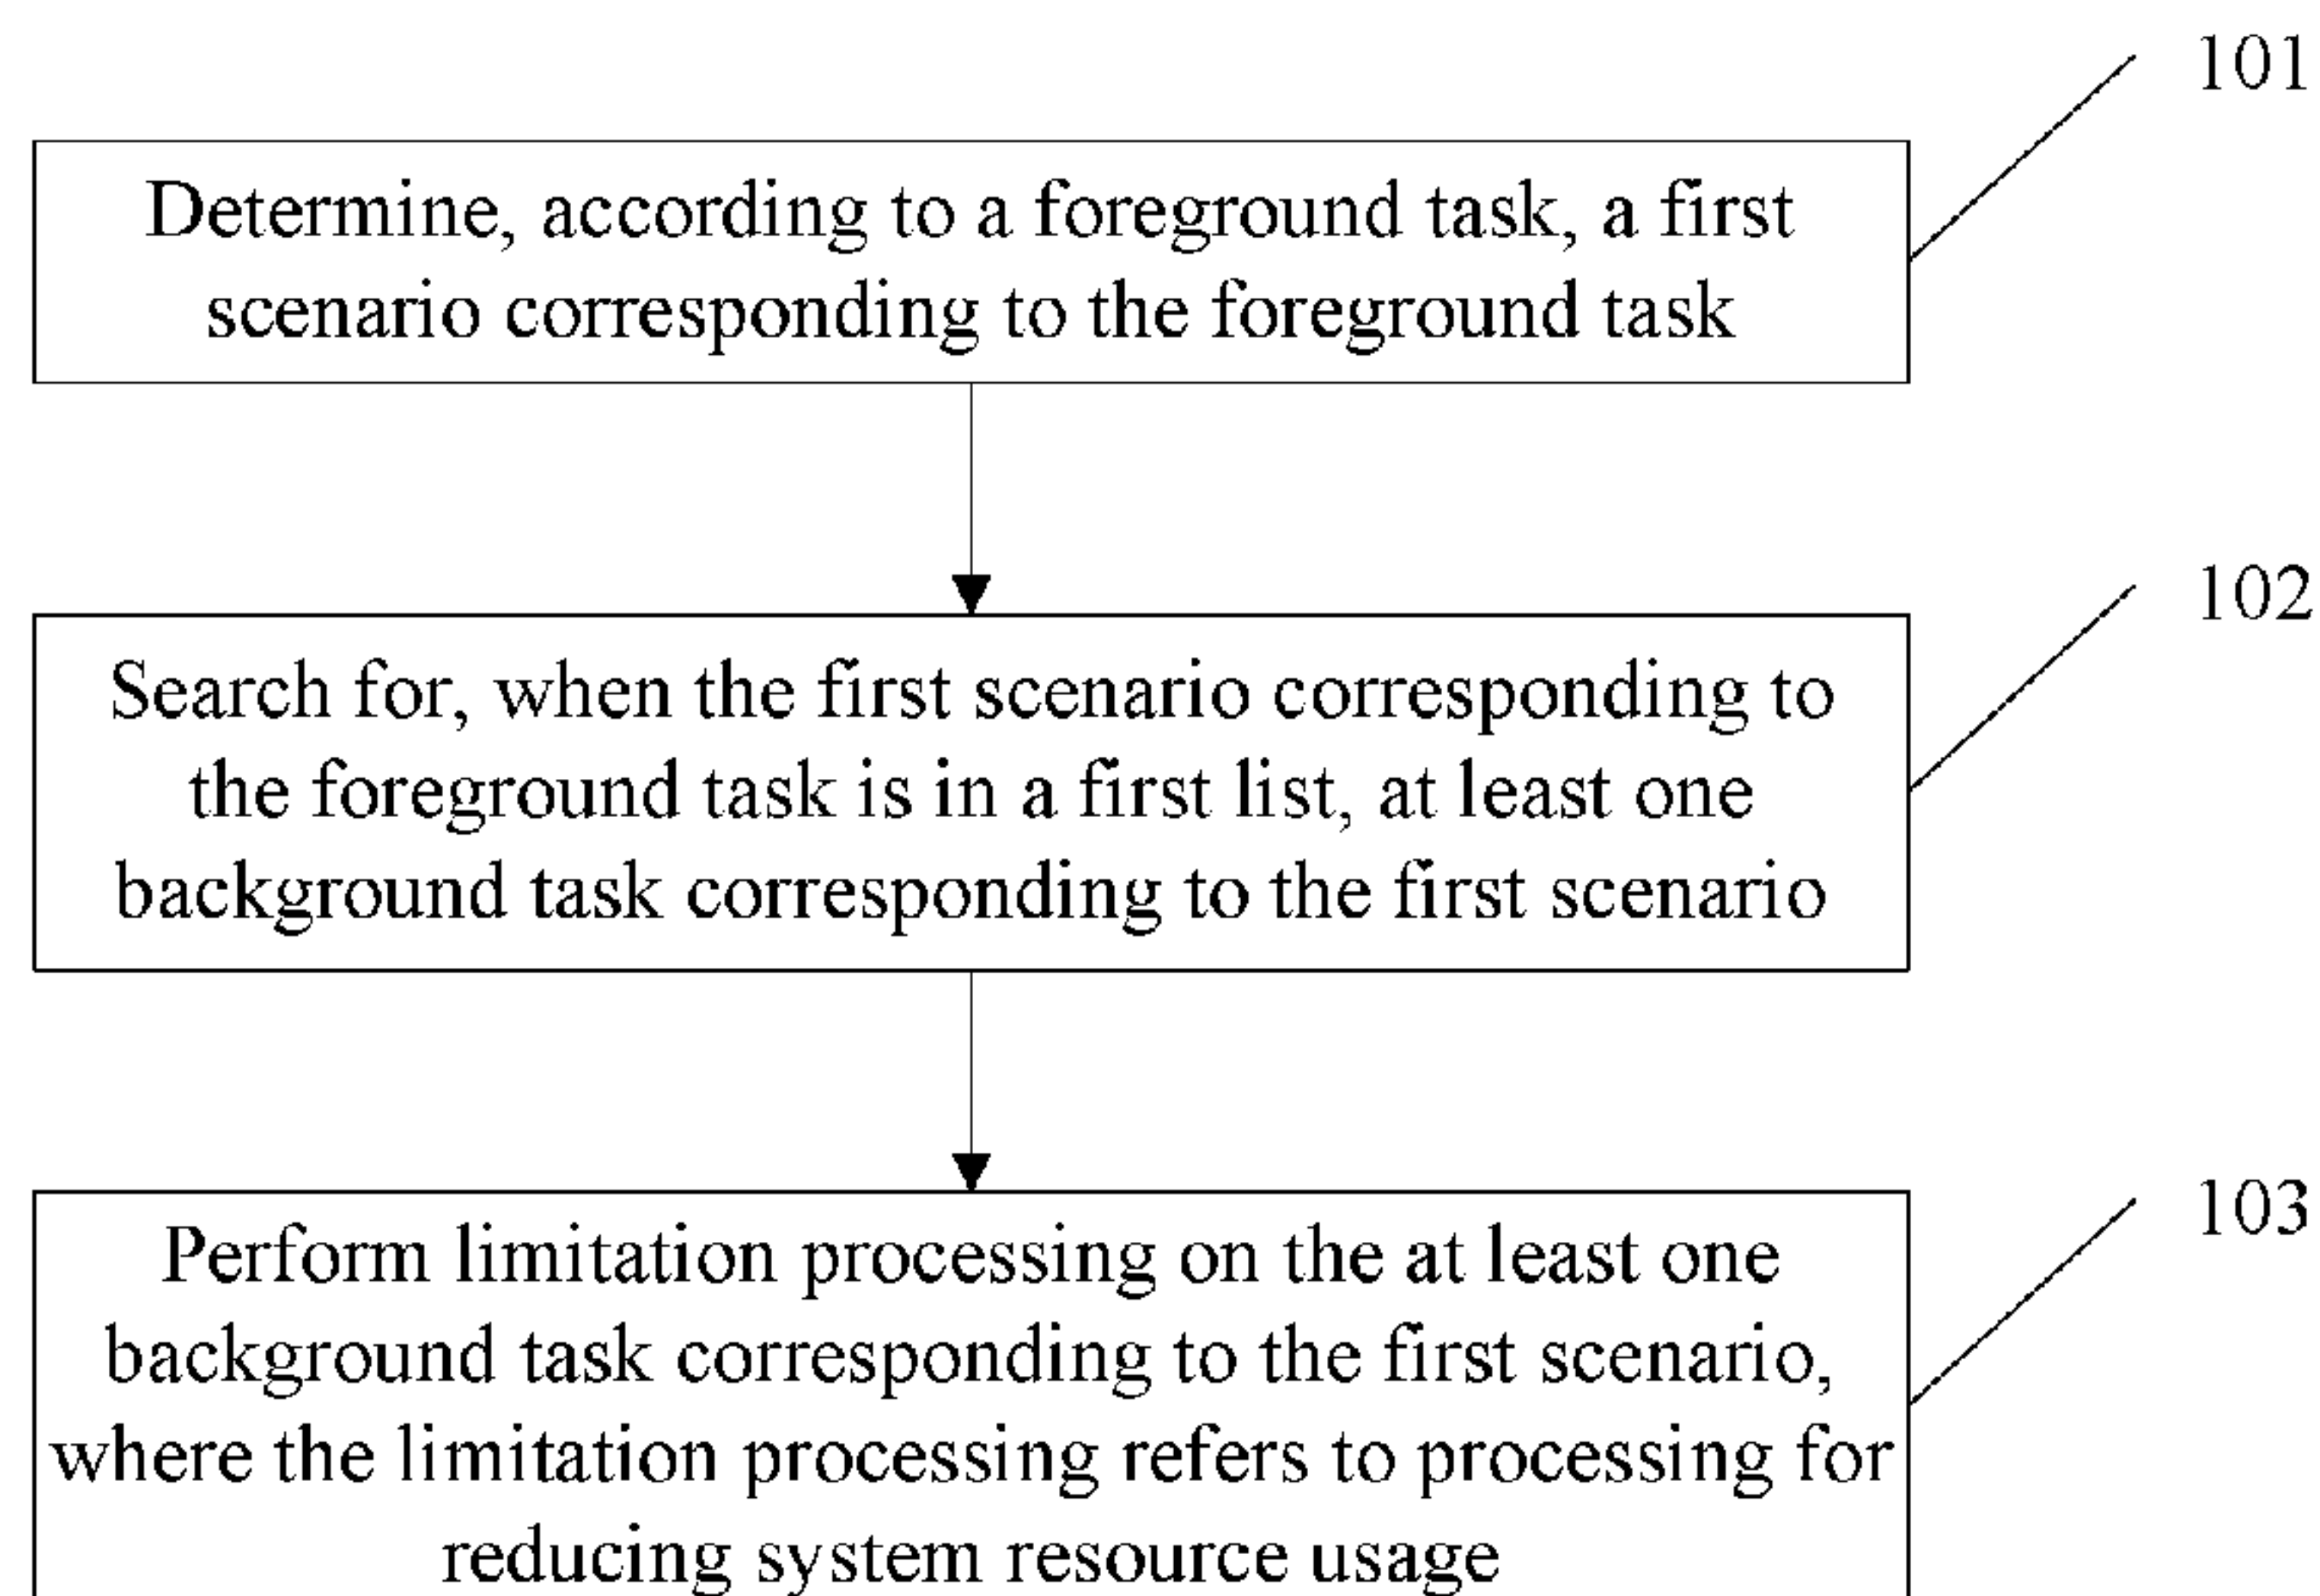 101
Determine, according to a foreground task, a first
scenario corresponding to the foreground task
102
Search for, when the first scenario corresponding to
the foreground task is in a first list, at least one
background task corresponding to the first scenario
103
Perform limitation processing on the at least one
background task corresponding to the first scenario,
where the limitation processing refers to processing for
reducing system resource usage